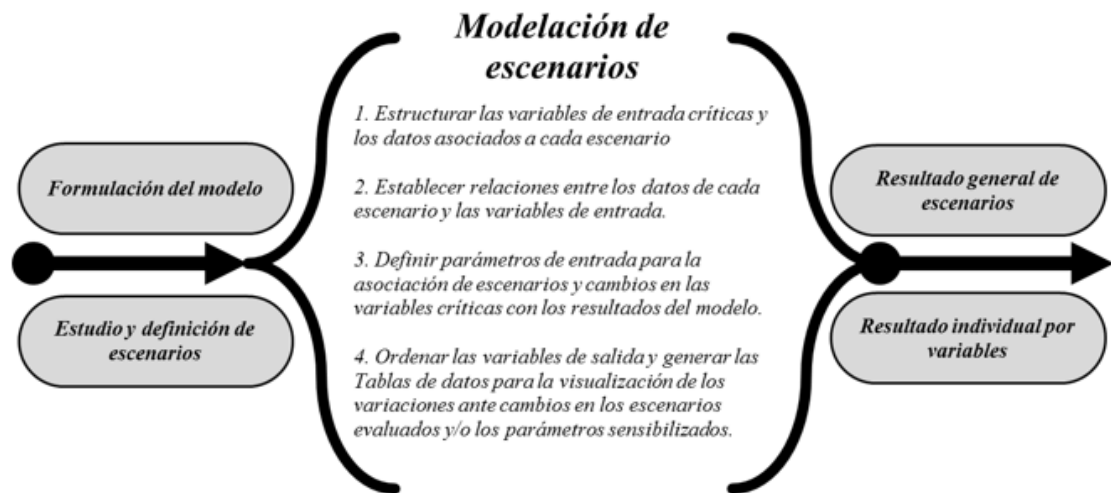 Modelación de
escenarios
Formulación del modelo
Estudio y definición de
escenarios
1. Estructurar las variables de entrada críticas y
los datos asociados a cada escenario
2. Establecer relaciones entre los datos de cada
escenario y las variables de entrada.
3. Definir parámetros de entrada para la
asociación de escenarios y cambios en las
variables críticas con los resultados del modelo.
4. Ordenar las variables de salida y generar las
Tablas de datos para la visualización de los
variaciones ante cambios en los escenarios
evaluados y/o los parámetros sensibilizados.
Resultado general de
escenarios
Resultado individual por
variables